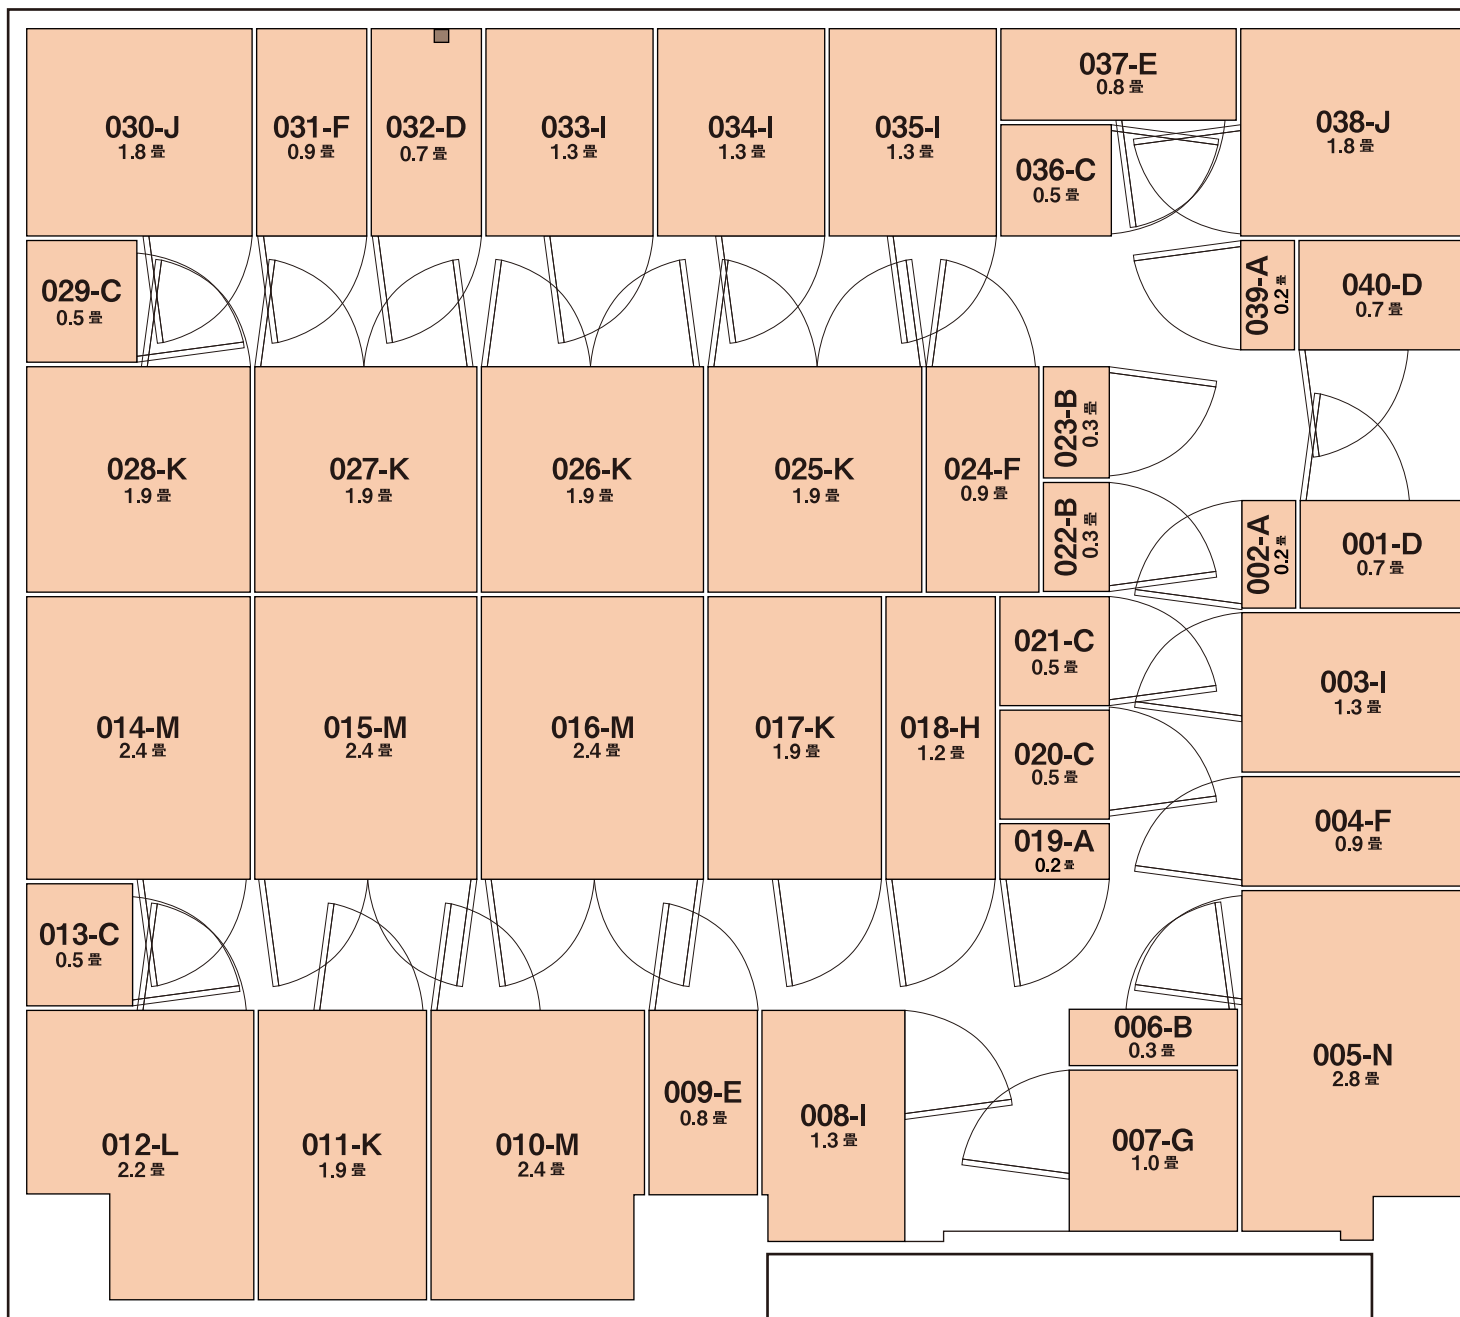 037-E
0.8 畳
030-J
1.8 畳
031-F
0.9 畳
032-D
0.7 畳
033-I
1.3 畳
034-I
1.3 畳
035-I
1.3 畳
038-J
1.8 畳
036-C
0.5 畳
029-C
0.5 畳
039-A
0.2 畳
040-D
0.7 畳
028-K
1.9 畳
027-K
1.9 畳
026-K
1.9 畳
025-K
1.9 畳
024-F
0.9 畳
023-B
0.3 畳
022-B
0.3 畳
002-A
0.2 畳
001-D
0.7 畳
014-M
2.4 畳
015-M
2.4 畳
016-M
2.4 畳
017-K
1.9 畳
018-H
1.2 畳
021-C
0.5 畳
003-I
1.3 畳
020-C
0.5 畳
004-F
0.9 畳
019-A
0.2 畳
013-C
0.5 畳
012-L
2.2 畳
011-K
1.9 畳
010-M
2.4 畳
009-E
0.8 畳
008-I
1.3 畳
006-B
0.3 畳
007-G
1.0 畳
005-N
2.8 畳